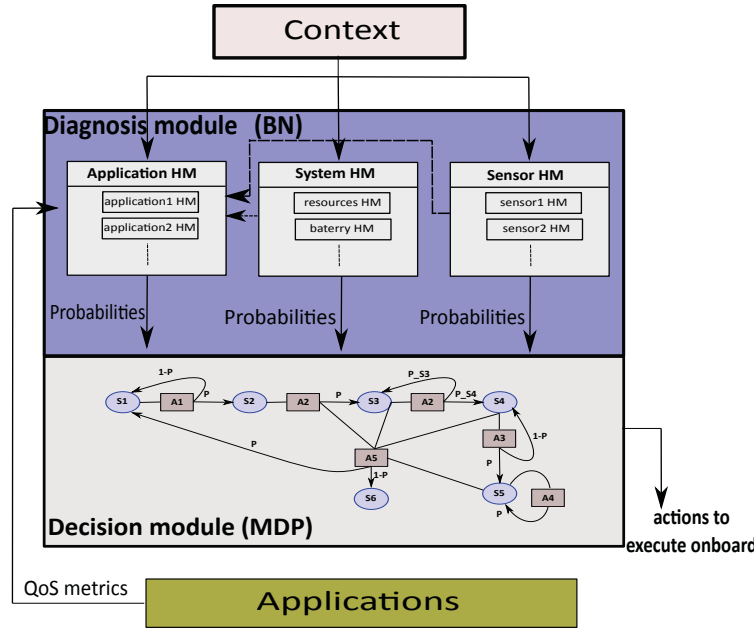 Context
Diagnosis module (BN)
Application HM
application1 HM
application2 HM
System HM
resources HM
baterry HM
Sensor HM
sensor1 HM
sensor2 HM
Probabilities
Probabilities
Probabilities
1-P
P_S3
S1
A1
P
S2
A2
P
S3
A2
P_S4
S4
A3
1-P
P
P
A5
1-P
S6
S5
A4
P
Decision module (MDP)
actions to
execute onboard
QoS metrics
Applications